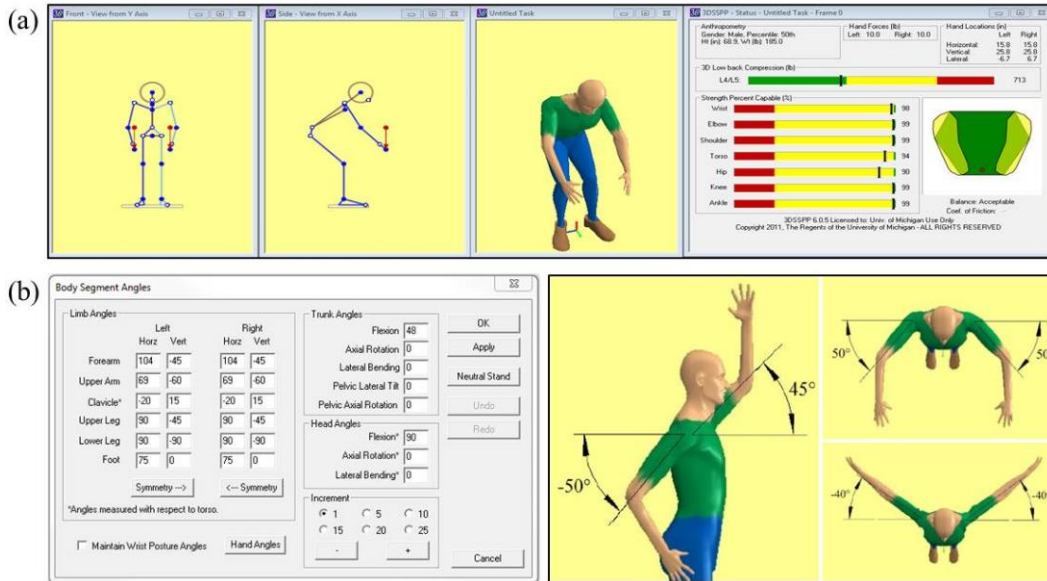 (a)
Front - View from Y Axis
Side - View from X Axis
Untitled Task
3DSSPP - Status - Untitled Task - Frame 0
Anthropometry
Gender: Male, Percentile: 50th
Ht (in): 68.9, Wt (lb): 185.0
Hand Forces (lb)
Left: 10.0 Right: 10.0
Hand Locations (in)
Left Right
Horizontal: 15.8 15.8
Vertical: 25.8 25.8
Lateral: -6.7 6.7
3D Low back Compression (lb)
L4/L5: 713
Strength Percent Capable (%)
Wrist 98
Elbow 99
Shoulder 99
Torso 94
Hip 90
Knee 99
Ankle 99
Balance: Acceptable
Coef. of Friction:
3DSSPP 6.0.5 Licensed to: Univ. of Michigan Use Only
Copyright 2011, The Regents of the University of Michigan - ALL RIGHTS RESERVED
(b)
Body Segment Angles
Limb Angles
Left Right
Horz Vert Horz Vert
Forearm 104 -45 104 -45
Upper Arm 69 -60 69 -60
Clavicle* -20 15 -20 15
Upper Leg 90 -45 90 -45
Lower Leg 90 -90 90 -90
Foot 75 0 75 0
Symmetry ---> <--- Symmetry
*Angles measured with respect to torso.
Maintain Wrist Posture Angles Hand Angles
Trunk Angles
Flexion 48
Axial Rotation 0
Lateral Bending 0
Pelvic Lateral Tilt 0
Pelvic Axial Rotation 0
Head Angles
Flexion* 90
Axial Rotation* 0
Lateral Bending* 0
Increment
1 5 10
15 20 25
- +
OK
Apply
Neutral Stand
Undo
Redo
Cancel
45°
-50°
50° 50°
-40° -40°